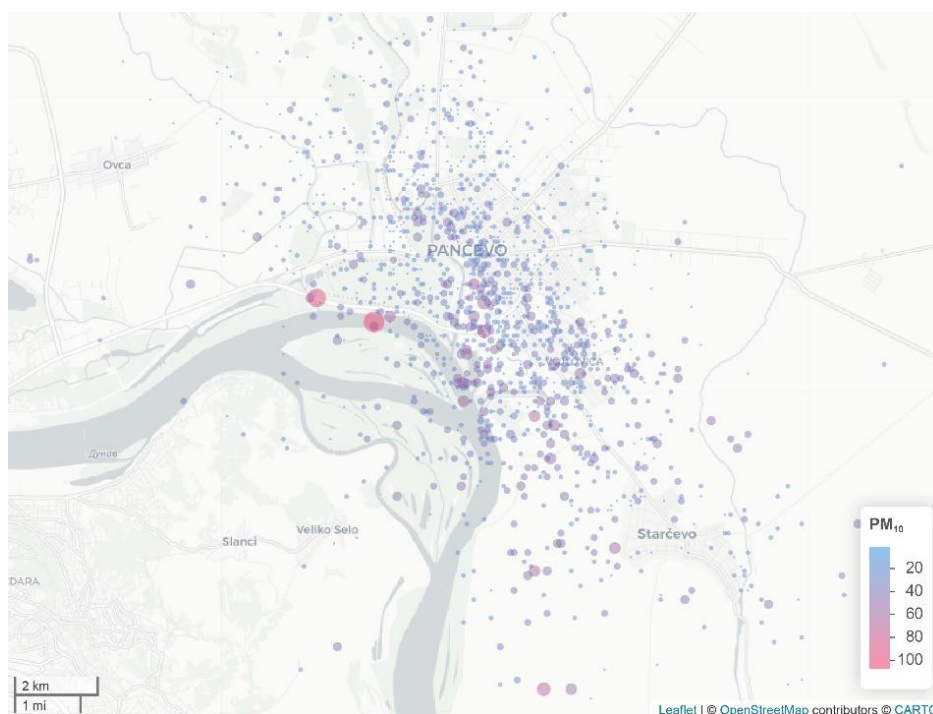 Ovca
PANČEVO
VOJLOVICA
Дунав
Veliko Selo
Slanci
Starčevo
DARA
PM₁₀
20
40
60
80
100
2 km
1 mi
Leaflet | © OpenStreetMap contributors © CARTO